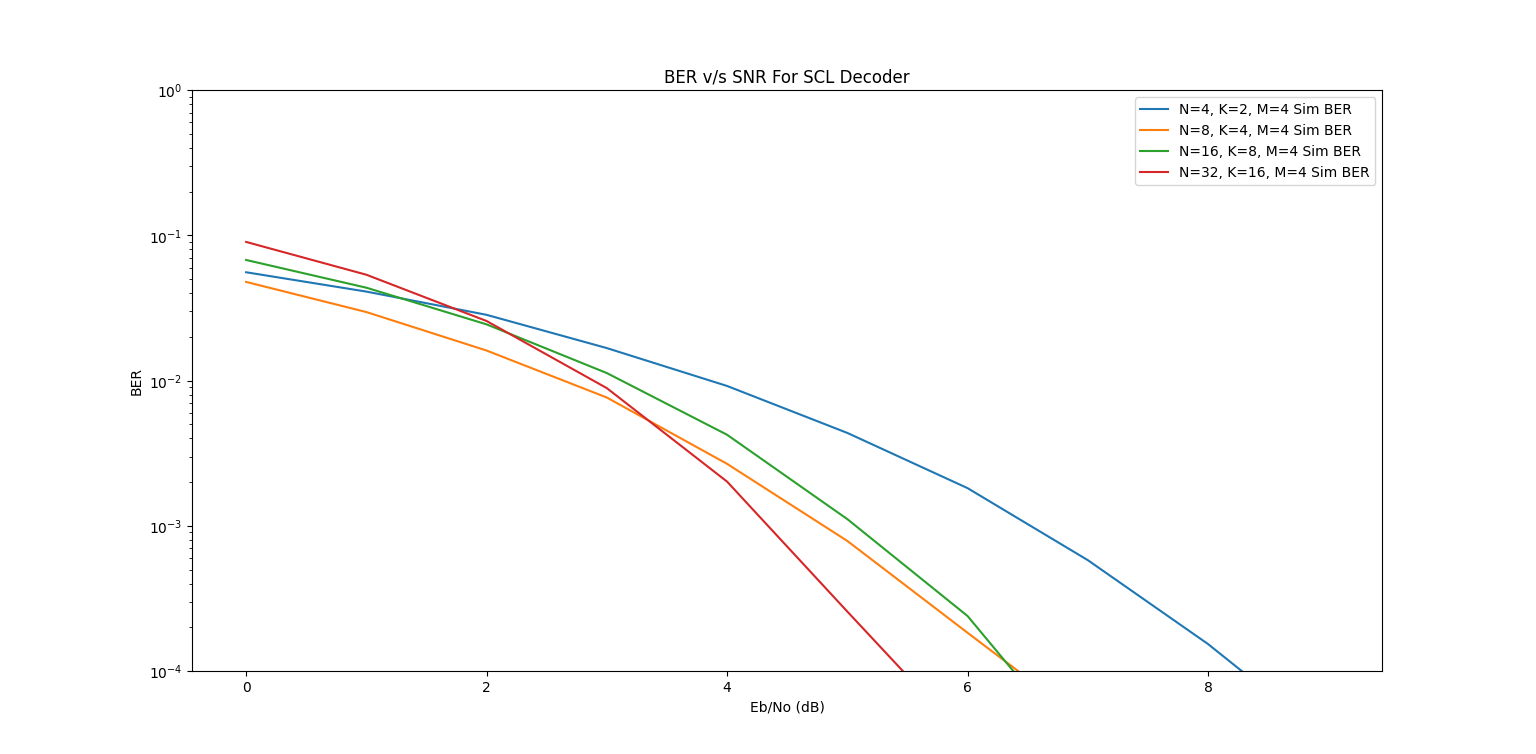 BER v/s SNR For SCL Decoder
10⁰
10⁻¹
10⁻²
10⁻³
10⁻⁴
BER
N=4, K=2, M=4 Sim BER
N=8, K=4, M=4 Sim BER
N=16, K=8, M=4 Sim BER
N=32, K=16, M=4 Sim BER
0 2 4 6 8
Eb/No (dB)